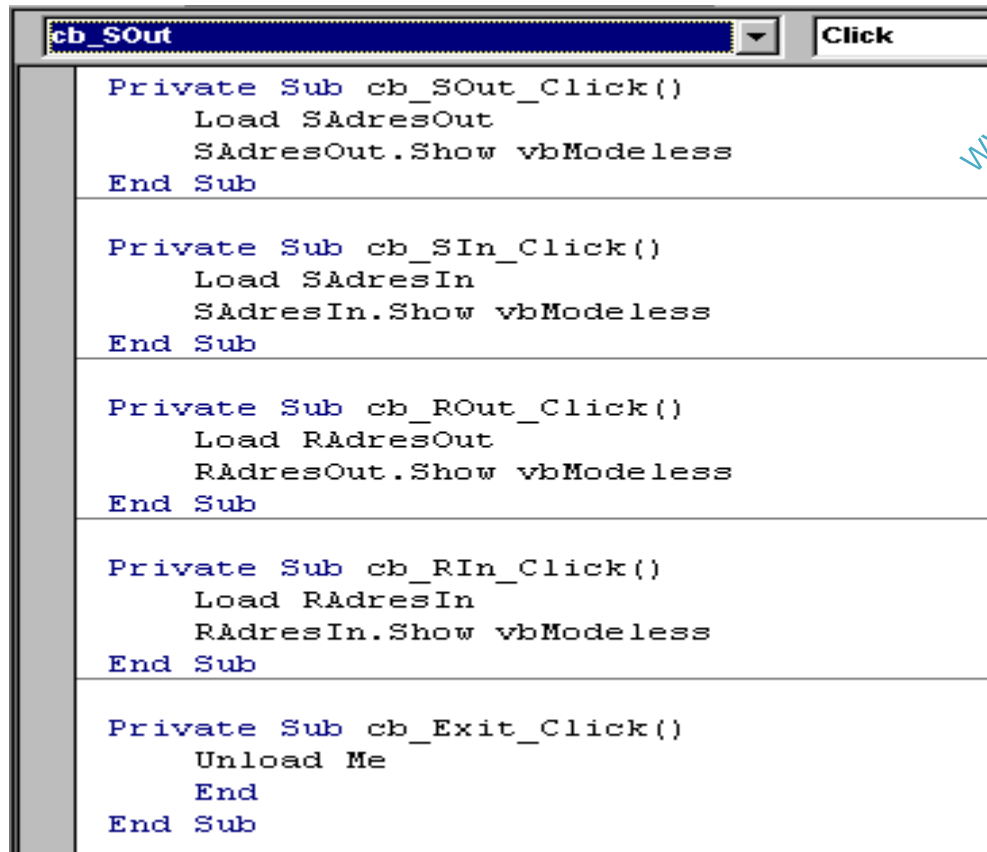 cb_SOut Click
Private Sub cb_SOut_Click()
Load SAdresOut
SAdresOut.Show vbModeless
End Sub
Private Sub cb_SIn_Click()
Load SAdresIn
SAdresIn.Show vbModeless
End Sub
Private Sub cb_ROut_Click()
Load RAdresOut
RAdresOut.Show vbModeless
End Sub
Private Sub cb_RIn_Click()
Load RAdresIn
RAdresIn.Show vbModeless
End Sub
Private Sub cb_Exit_Click()
Unload Me
End
End Sub